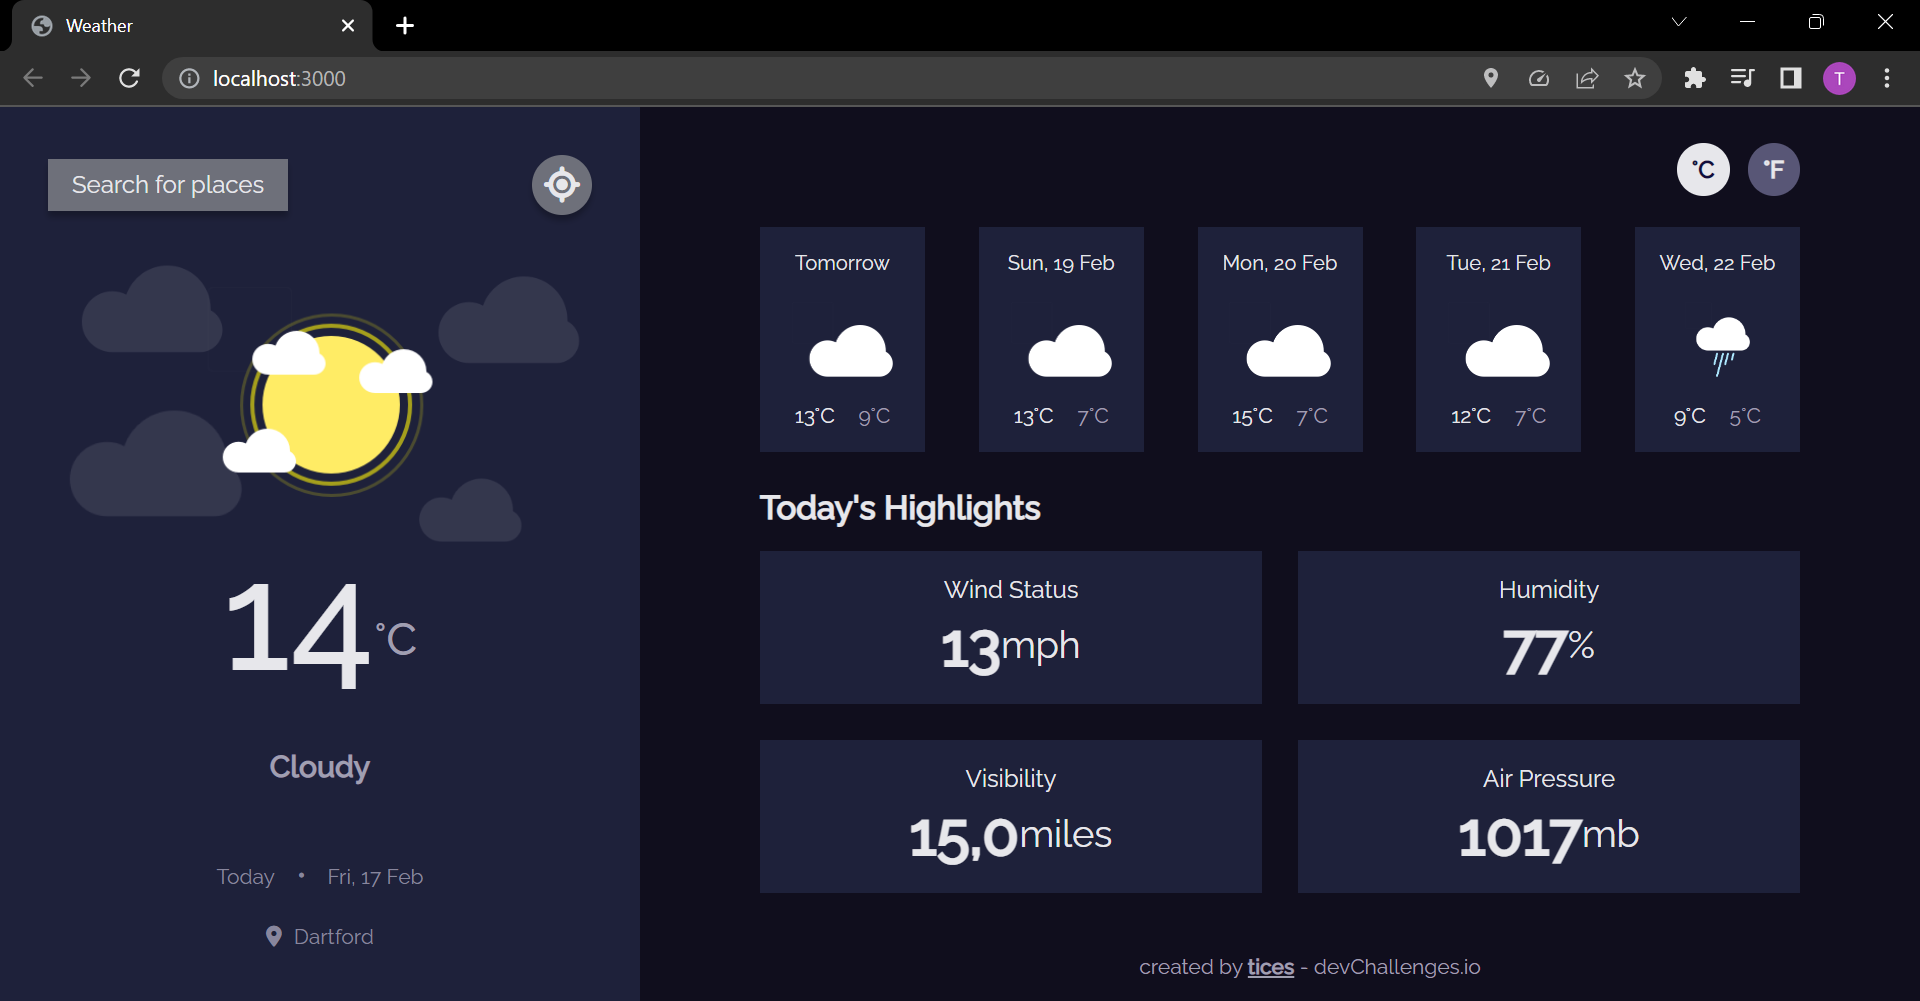 Weather
localhost:3000
T
Search for places
°C °F
Tomorrow
13°C 9°C
Sun, 19 Feb
13°C 7°C
Mon, 20 Feb
15°C 7°C
Tue, 21 Feb
12°C 7°C
Wed, 22 Feb
9°C 5°C
14°C
Cloudy
Today • Fri, 17 Feb
Dartford
Today's Highlights
Wind Status
13mph
Humidity
77%
Visibility
15,0miles
Air Pressure
1017mb
created by tices - devChallenges.io